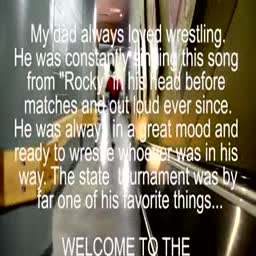 My dad always loved wrestling.
He was constantly singing this song
from "Rocky" in his head before
matches and out loud ever since.
He was always in a great mood and
ready to wrestle whoever was in his
way. The state tournament was by
far one of his favorite things...
WELCOME TO THE